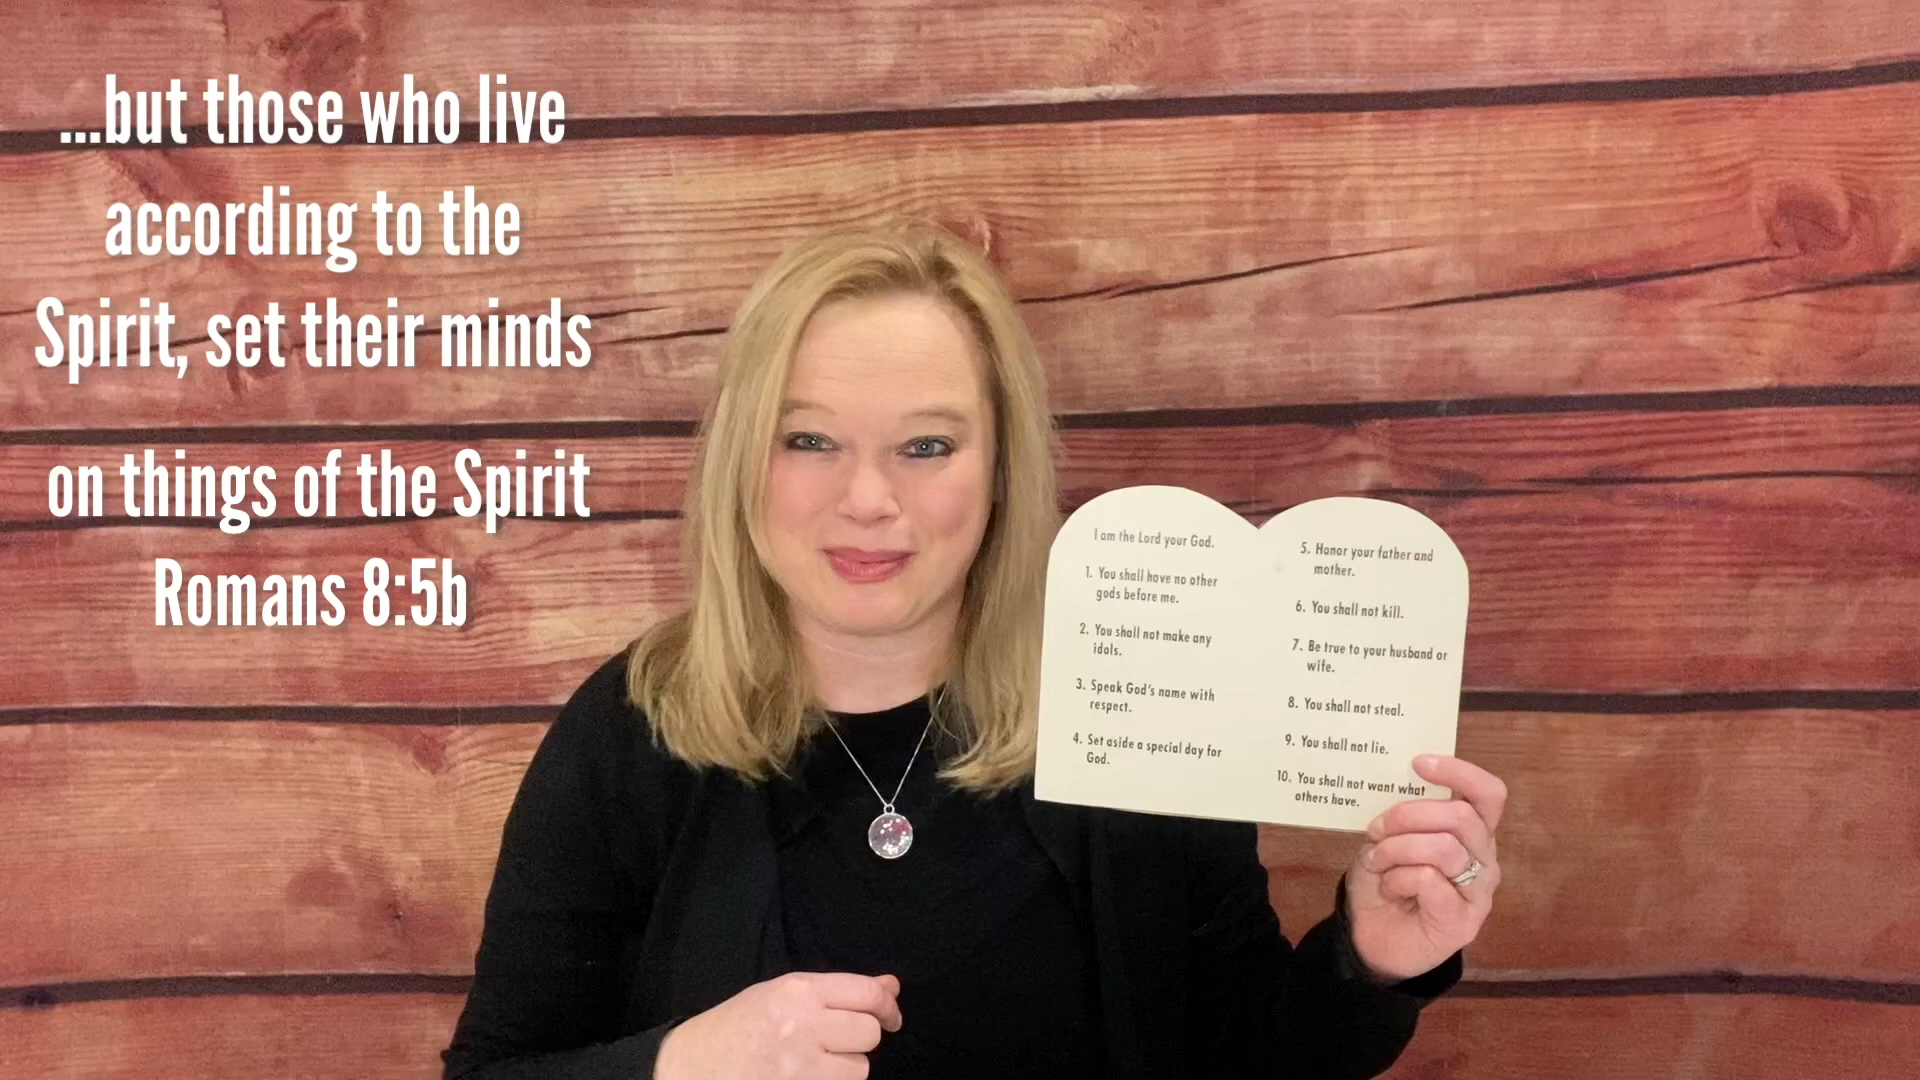 ...but those who live
according to the
Spirit, set their minds
on things of the Spirit
Romans 8:5b
I am the Lord your God.
1. You shall have no other
gods before me.
2. You shall not make any
idols.
3. Speak God's name with
respect.
4. Set aside a special day for
God.
5. Honor your father and
mother.
6. You shall not kill.
7. Be true to your husband or
wife.
8. You shall not steal.
9. You shall not lie.
10. You shall not want what
others have.